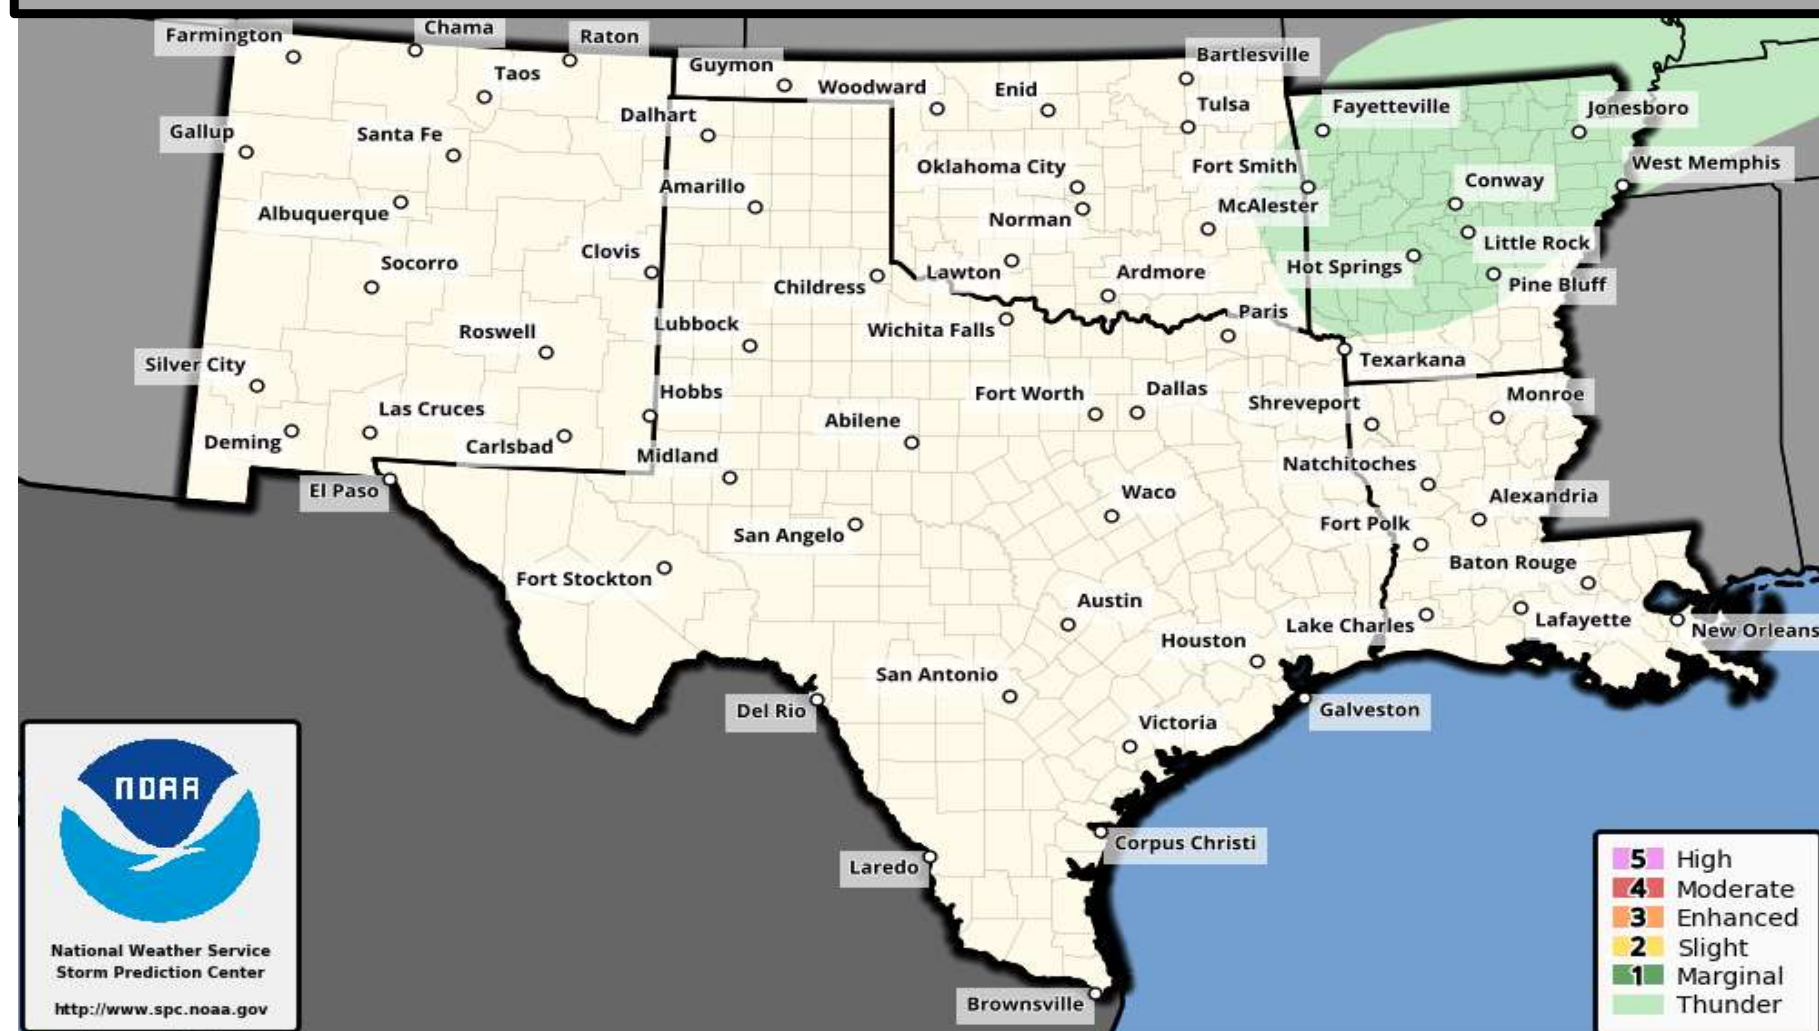 Farmington
Chama
Raton
Taos
Guymon
Woodward
Enid
Bartlesville
Tulsa
Fayetteville
Jonesboro
Gallup
Santa Fe
Dalhart
Oklahoma City
Fort Smith
Conway
West Memphis
Albuquerque
Amarillo
Norman
McAlester
Little Rock
Socorro
Clovis
Childress
Lawton
Ardmore
Hot Springs
Pine Bluff
Roswell
Lubbock
Wichita Falls
Paris
Texarkana
Silver City
Las Cruces
Hobbs
Abilene
Fort Worth
Dallas
Shreveport
Monroe
Deming
Carlsbad
Midland
Natchitoches
El Paso
San Angelo
Waco
Fort Polk
Alexandria
Fort Stockton
Austin
Baton Rouge
Houston
Lake Charles
Lafayette
New Orleans
San Antonio
Del Rio
Victoria
Galveston
Laredo
Corpus Christi
Brownsville
NOAA
National Weather Service
Storm Prediction Center
http://www.spc.noaa.gov
5 High
4 Moderate
3 Enhanced
2 Slight
1 Marginal
Thunder